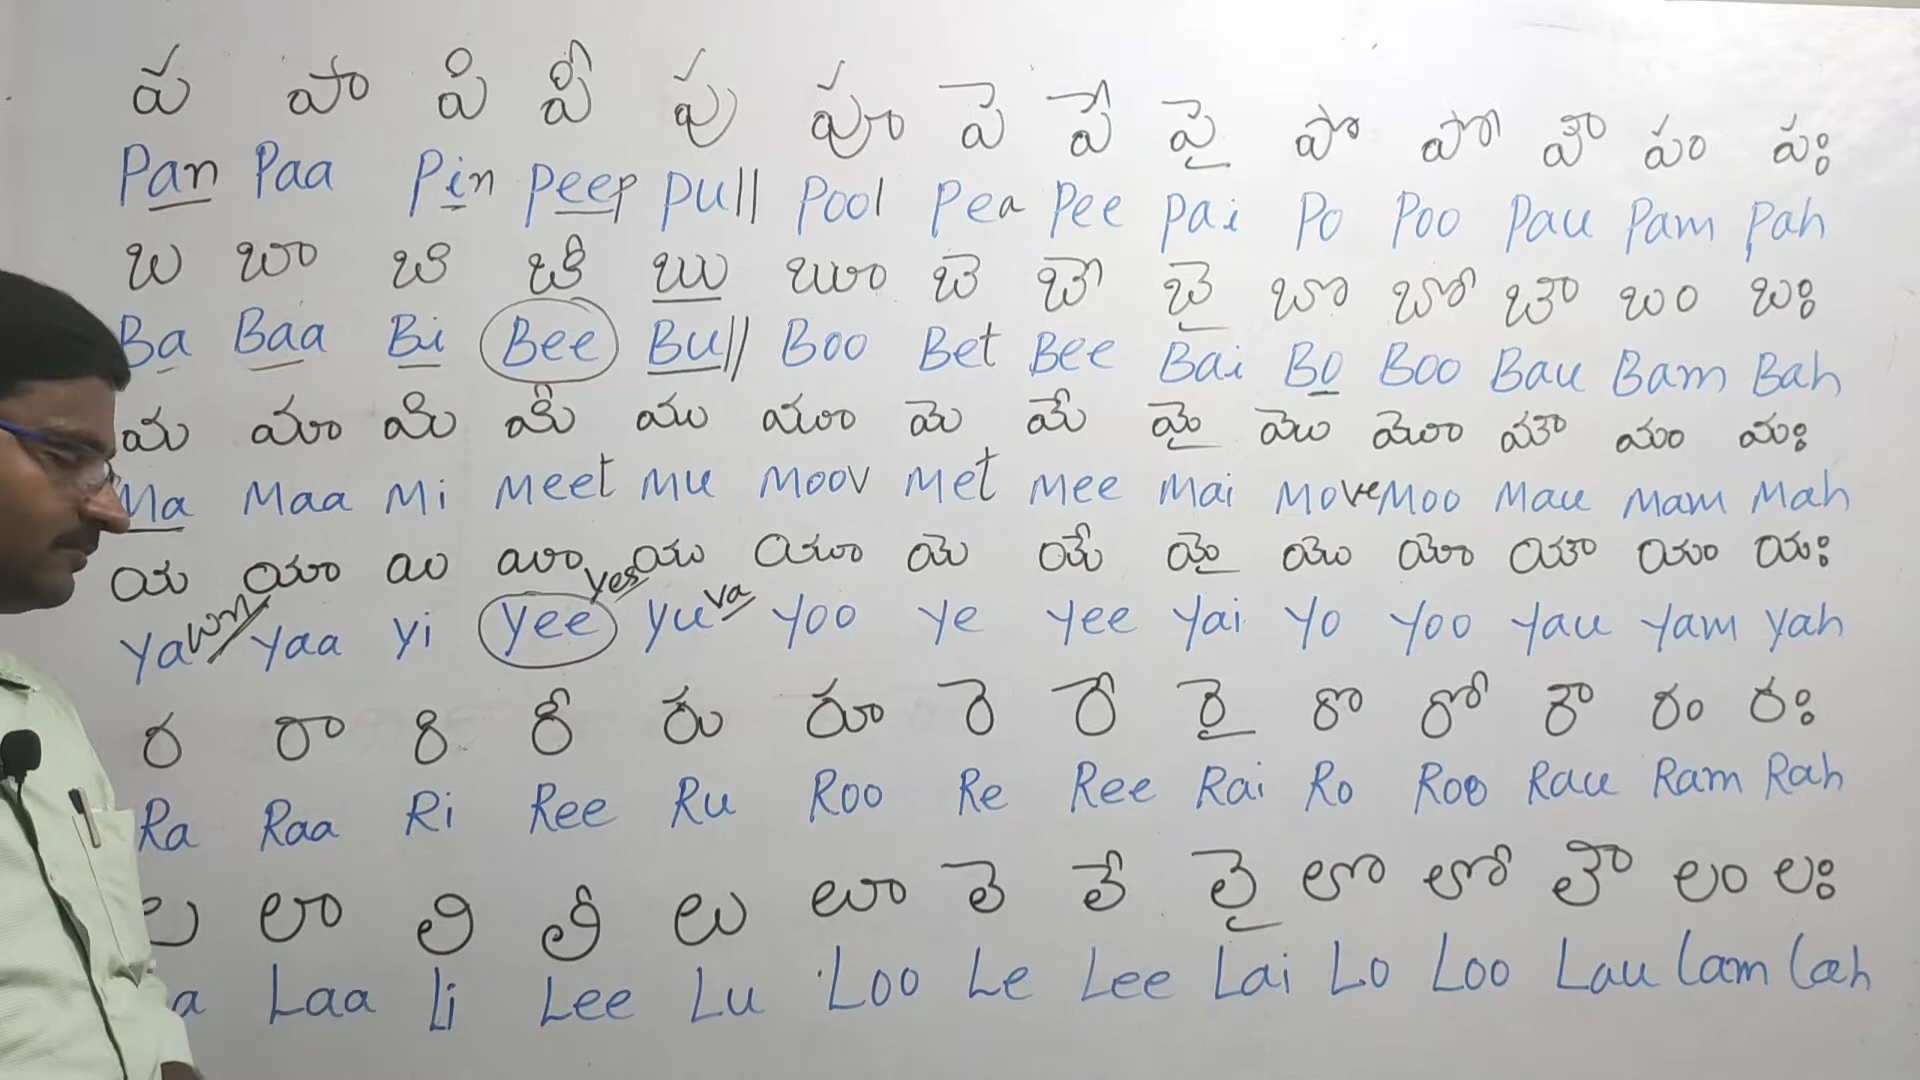 ప పా పి పీ పు పూ పె పే పై పొ పో పౌ పం పః
Pan Paa Pin Peep Pull Pool Pea Pee Pai Po Poo Pau Pam Pah
బ బా బి బీ బు బూ బె బే బై బొ బో బౌ బం బః
Ba Baa Bi Bee Bull Boo Bet Bee Bai Bo Boo Bau Bam Bah
మ మా మి మీ ము మూ మె మే మై మొ మో మౌ మం మః
Ma Maa Mi Meet Mu Moov Met Mee Mai Move Moo Mau Mam Mah
య యా యి యీ యు యూ యె యే యై యొ యో యౌ యం యః
Yawn Yaa Yi Yee Yes Yuva Yoo Ye Yee Yai Yo Yoo Yau Yam Yah
ర రా రి రీ రు రూ రె రే రై రొ రో రౌ రం రః
Ra Raa Ri Ree Ru Roo Re Ree Rai Ro Roo Rau Ram Rah
ల లా లి లీ లు లూ లె లే లై లొ లో లౌ లం లః
a Laa Li Lee Lu Loo Le Lee Lai Lo Loo Lau Lam Lah